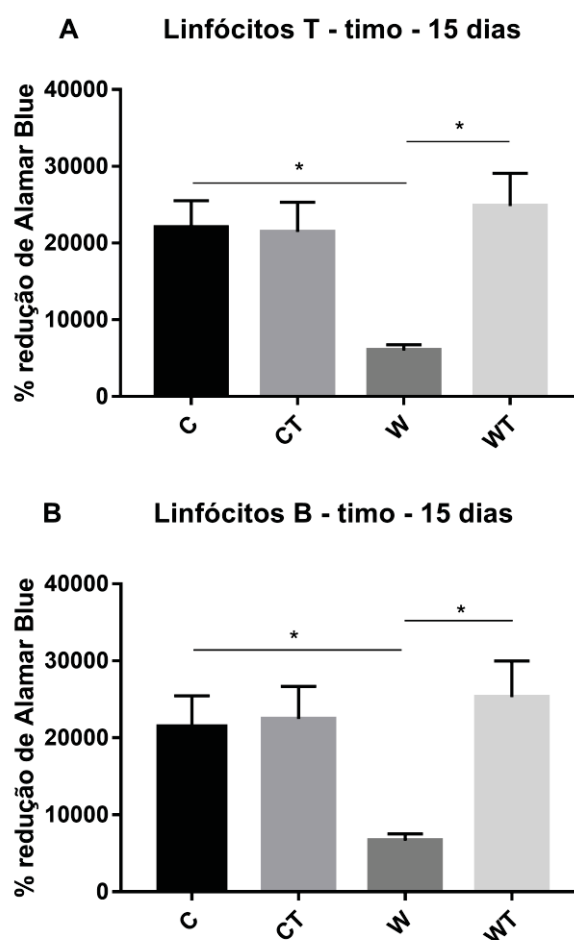 A Linfócitos T - timo - 15 dias
% redução de Alamar Blue
40000
30000
20000
10000
0
*
*
C CT W WT
B Linfócitos B - timo - 15 dias
% redução de Alamar Blue
40000
30000
20000
10000
0
*
*
C CT W WT